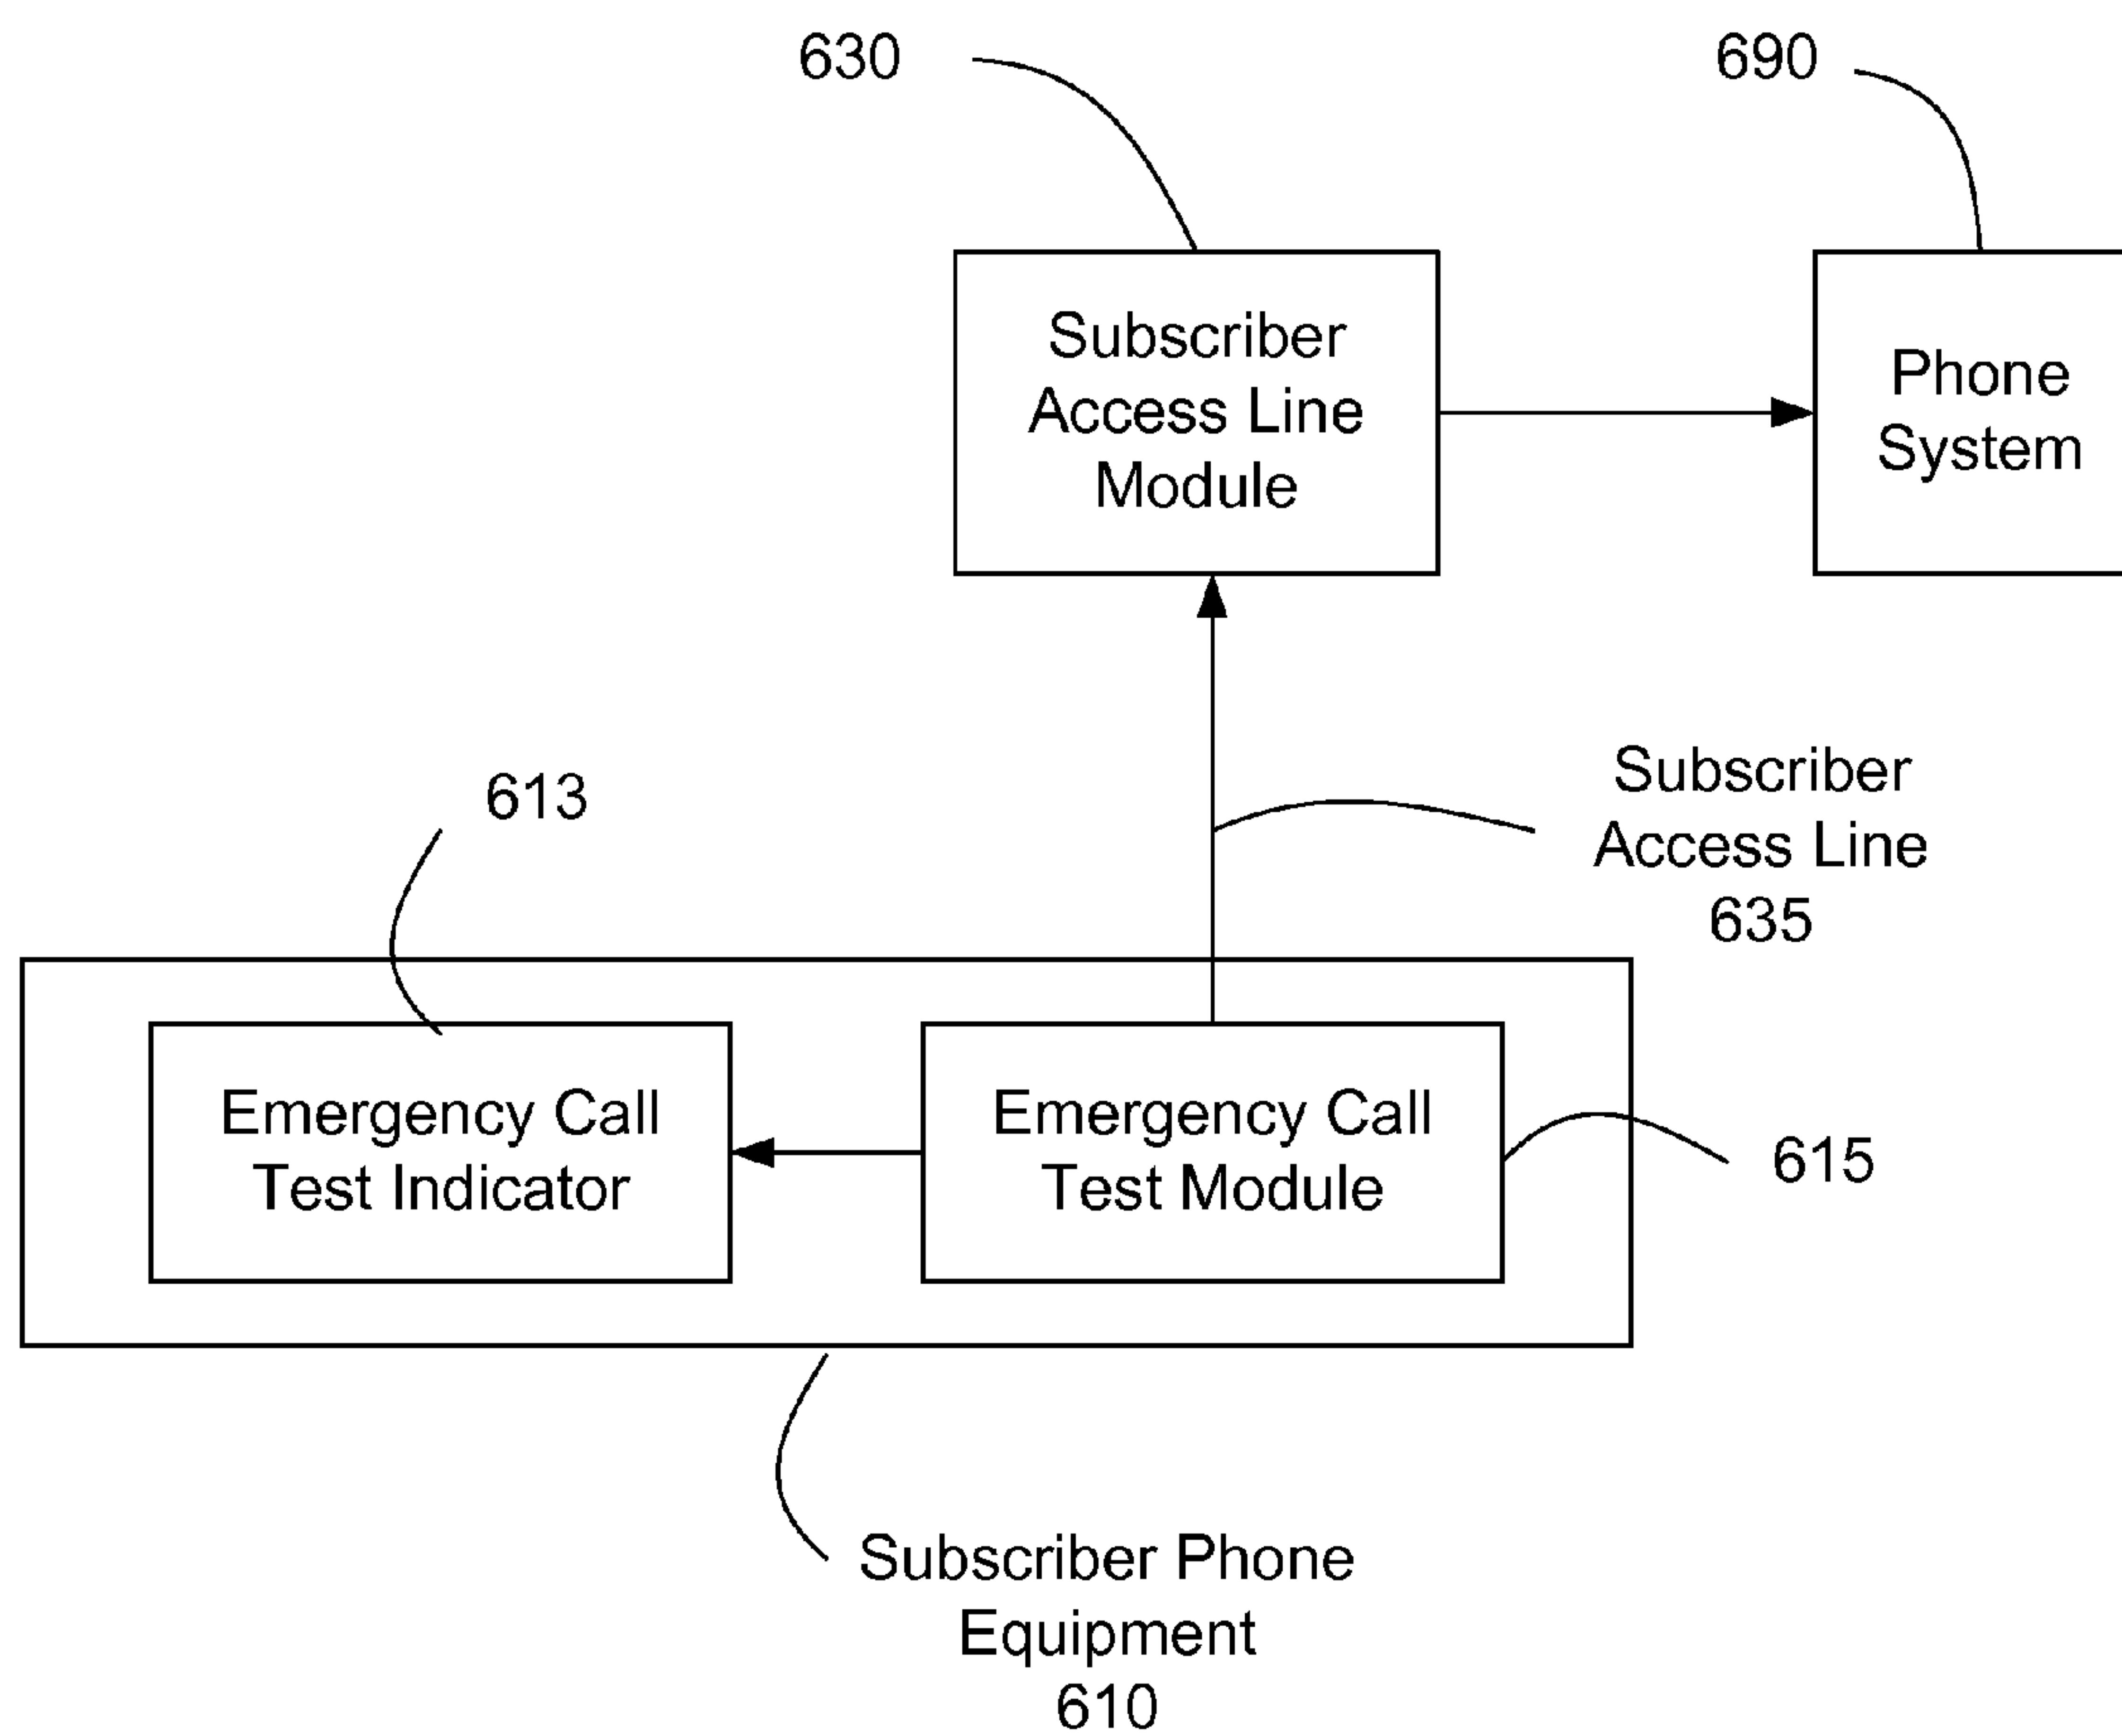 630
690
Subscriber
Access Line
Module
Phone
System
613
Subscriber
Access Line
635
Emergency Call
Test Indicator
Emergency Call
Test Module
615
Subscriber Phone
Equipment
610